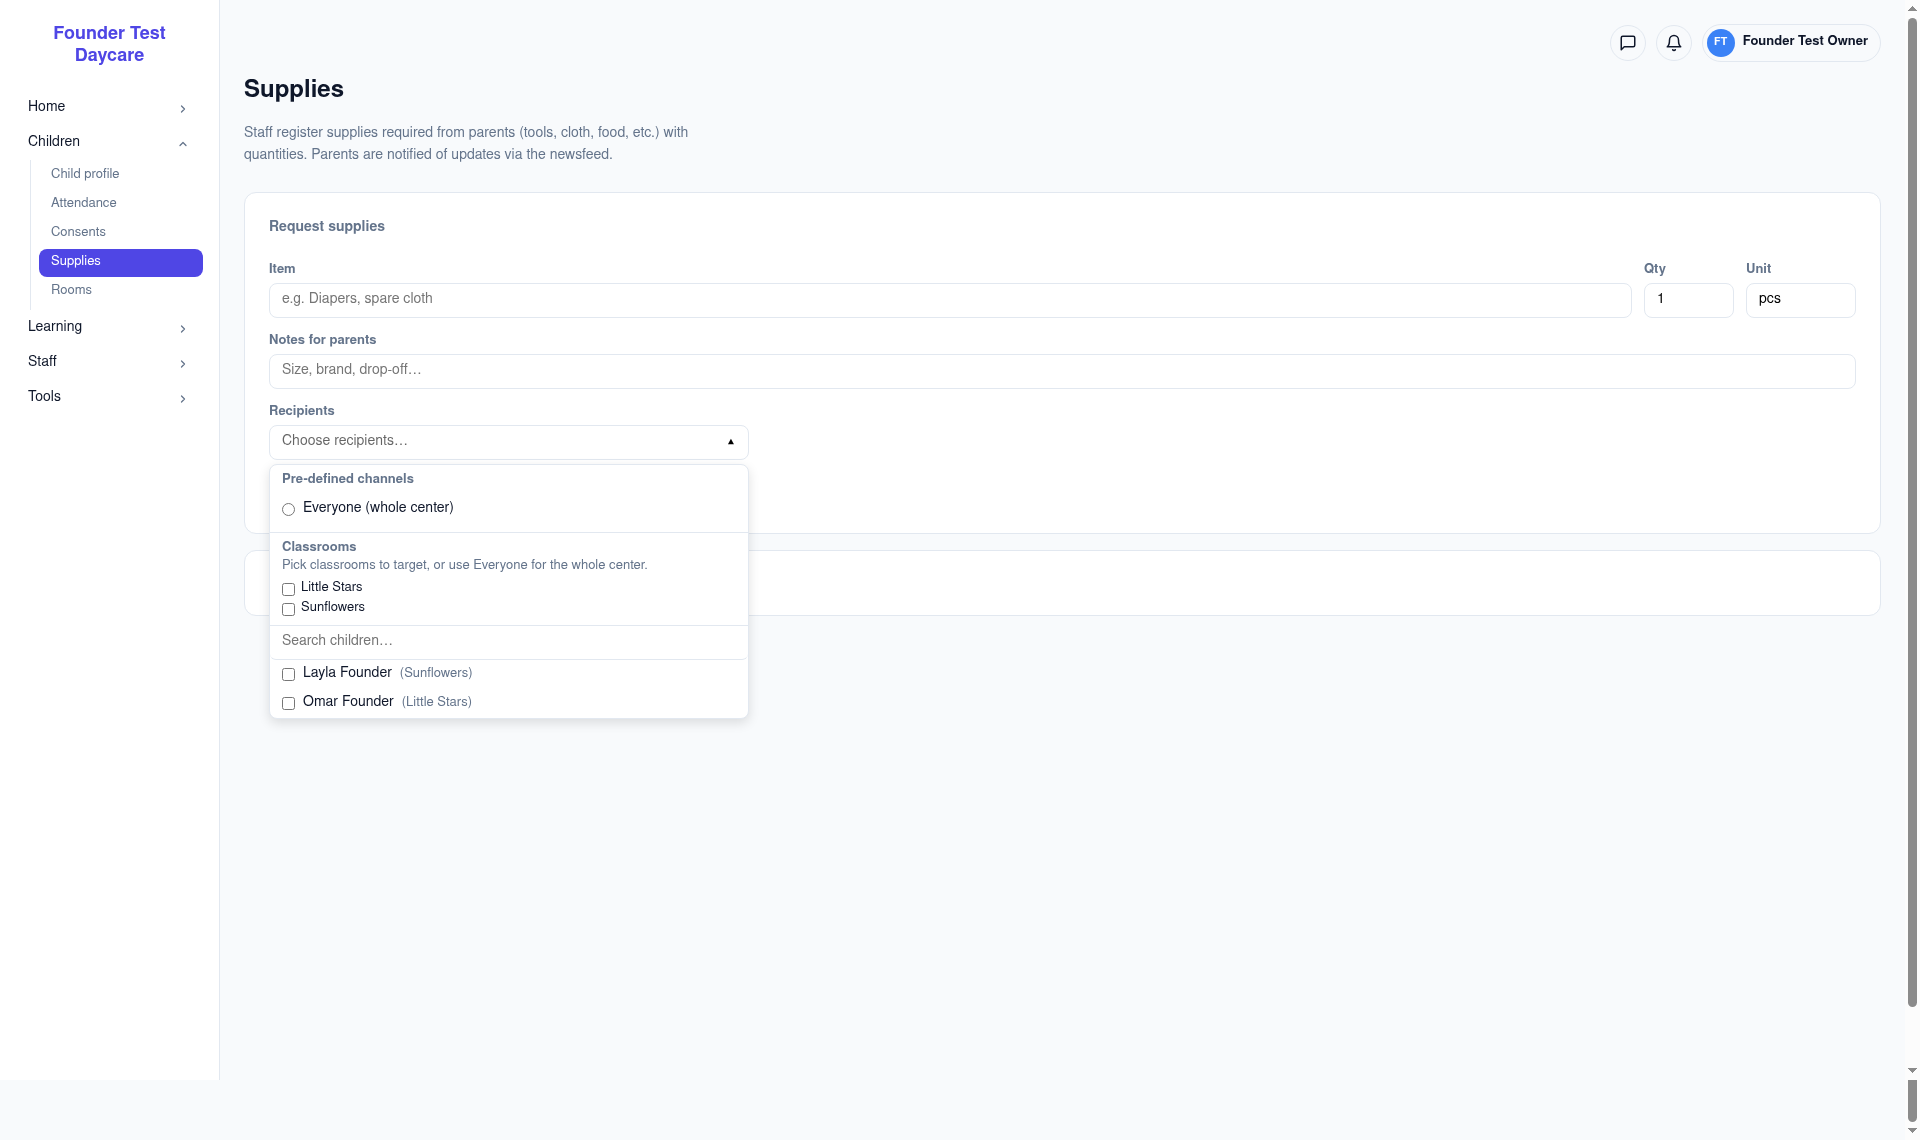 Founder Test
Daycare
Home
Children
Child profile
Attendance
Consents
Supplies
Rooms
Learning
Staff
Tools
FT
Founder Test Owner
Supplies
Staff register supplies required from parents (tools, cloth, food, etc.) with
quantities. Parents are notified of updates via the newsfeed.
Request supplies
Item
Qty
Unit
e.g. Diapers, spare cloth
1
pcs
Notes for parents
Size, brand, drop-off…
Recipients
Choose recipients…
Pre-defined channels
Everyone (whole center)
Classrooms
Pick classrooms to target, or use Everyone for the whole center.
Little Stars
Sunflowers
Search children…
Layla Founder (Sunflowers)
Omar Founder (Little Stars)